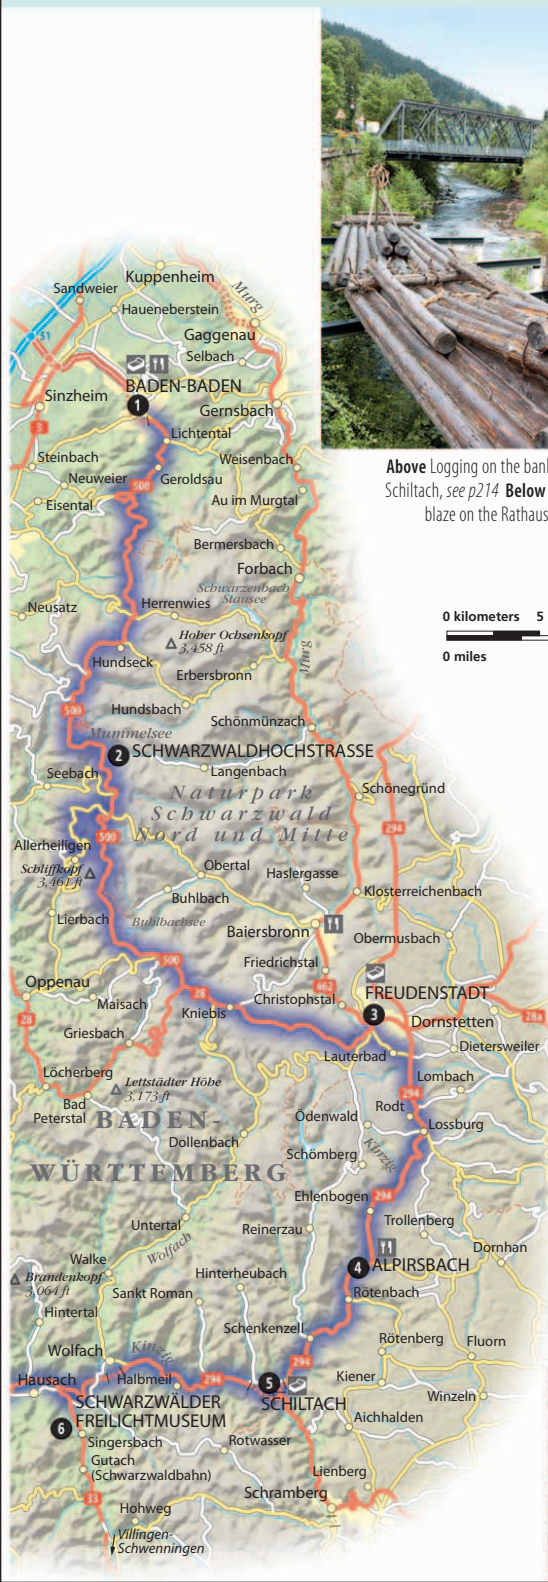 Above Logging on the bank
Schiltach, see p214 Below
blaze on the Rathaus
0 kilometers 5
0 miles
Kuppenheim
Sandweier
Haueneberstein
Murg
51
Gaggenau
Selbach
BADEN-BADEN
Sinzheim
1
Gernsbach
3
Lichtental
Steinbach
Weisenbach
Neuweier
500
Geroldsau
Au im Murgtal
Eisental
Bermersbach
Forbach
Schwarzenbach
Stausee
Neusatz
Herrenwies
Hoher Ochsenkopf
3,458 ft
Murg
Hundseck
Erbersbronn
500
Hundsbach
Schönmünzach
Mummelsee
2 SCHWARZWALDHOCHSTRASSE
Seebach
Langenbach
Naturpark
Schwarzwald
Nord und Mitte
Schönegründ
294
500
Allerheiligen
Schliffkopf
3,461 ft
Obertal
Haslergasse
Buhlbach
Klosterreichenbach
Lierbach
Buhlbachsee
Baiersbronn
Obermusbach
Friedrichstal
500
462
Oppenau
28
Christophstal
FREUDENSTADT
3
Maisach
Kniebis
Dornstetten
28a
28
Griesbach
Lauterbad
Dietersweiler
Löcherberg
Lettstädter Höhe
3,173 ft
Lombach
294
Bad
Peterstal
Rodt
BADEN-
WÜRTTEMBERG
Ödenwald
Lossburg
Dollenbach
Kinzig
Schömberg
Ehlenbogen
294
Untertal
Reinerzau
Trollenberg
Wolfach
Dornhan
Walke
4 ALPIRSBACH
Brandenkopf
3,064 ft
Hinterheubach
Sankt Roman
Rötenbach
Hintertal
Schenkenzell
Rötenberg
Fluorn
Wolfach
Kinzig
294
Hausach
Halbmeil
294
5
SCHILTACH
Kiener
Winzeln
SCHWARZWÄLDER
FREILICHTMUSEUM
6
Aichhalden
Singersbach
Rotwasser
Gutach
(Schwarzwaldbahn)
Lienberg
33
Schramberg
Hohweg
Villingen-
Schwenningen